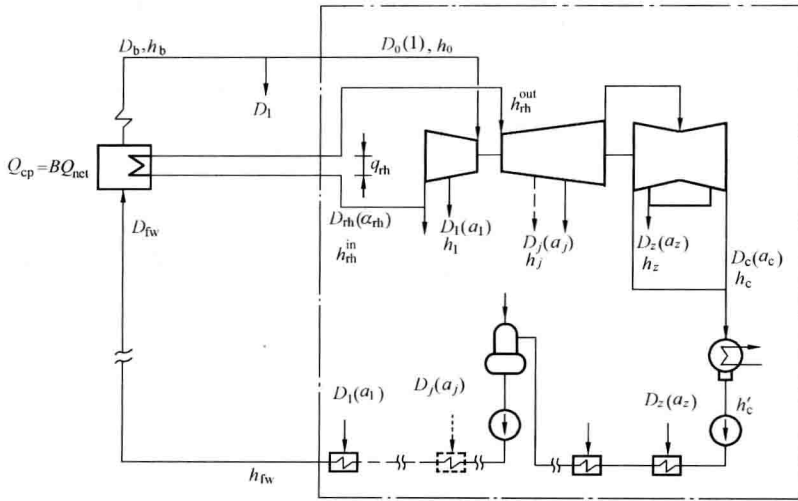 D_b, h_b
D_0(1), h_0
D_1
h_rh^out
Q_cp=BQ_net
q_rh
D_fw
D_rh(α_rh)
h_rh^in
D_1(a_1)
h_1
D_j(a_j)
h_j
D_z(a_z)
h_z
D_c(a_c)
h_c
D_1(a_1)
D_j(a_j)
D_z(a_z)
h'_c
h_fw